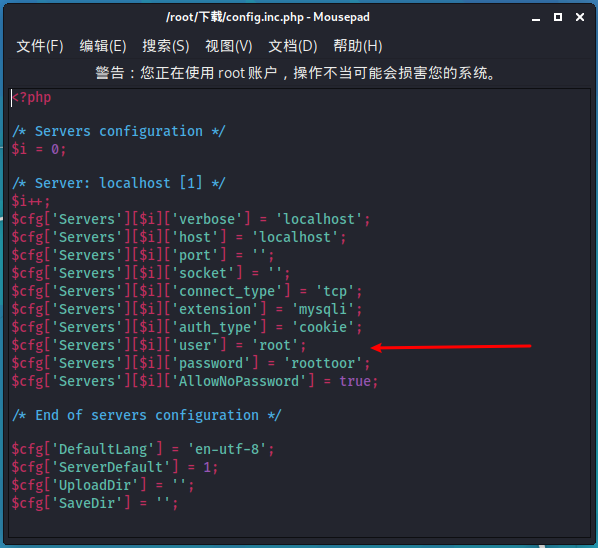 /root/下载/config.inc.php - Mousepad
文件(F) 编辑(E) 搜索(S) 视图(V) 文档(D) 帮助(H)
警告：您正在使用 root 账户，操作不当可能会损害您的系统。
<?php
/* Servers configuration */
$i = 0;
/* Server: localhost [1] */
$i++;
$cfg['Servers'][$i]['verbose'] = 'localhost';
$cfg['Servers'][$i]['host'] = 'localhost';
$cfg['Servers'][$i]['port'] = '';
$cfg['Servers'][$i]['socket'] = '';
$cfg['Servers'][$i]['connect_type'] = 'tcp';
$cfg['Servers'][$i]['extension'] = 'mysqli';
$cfg['Servers'][$i]['auth_type'] = 'cookie';
$cfg['Servers'][$i]['user'] = 'root';
$cfg['Servers'][$i]['password'] = 'roottoor';
$cfg['Servers'][$i]['AllowNoPassword'] = true;
/* End of servers configuration */
$cfg['DefaultLang'] = 'en-utf-8';
$cfg['ServerDefault'] = 1;
$cfg['UploadDir'] = '';
$cfg['SaveDir'] = '';